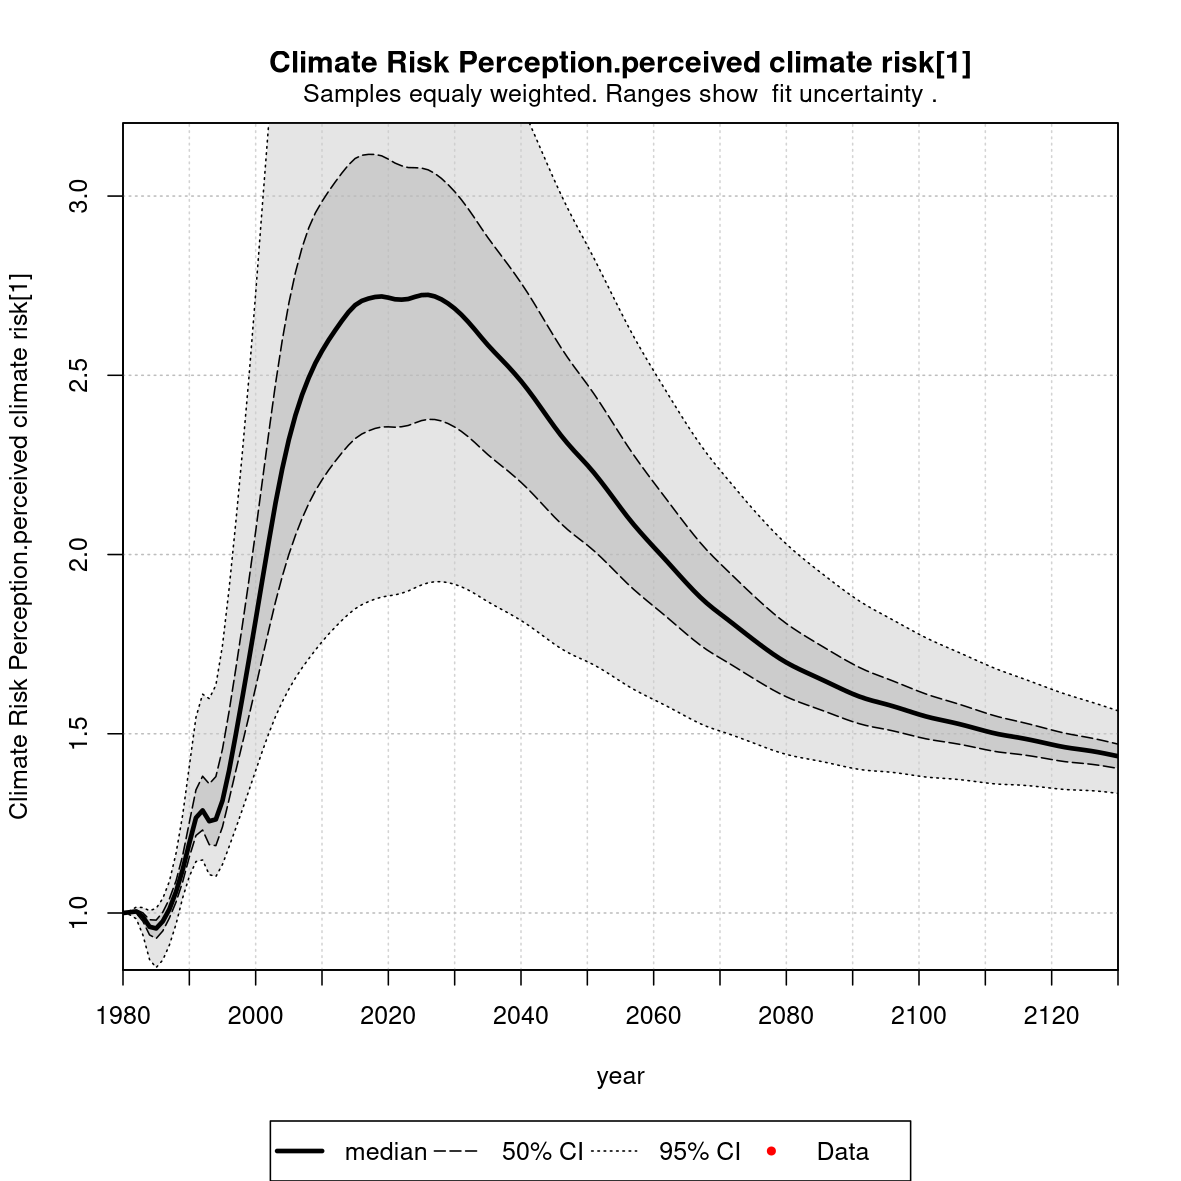 Climate Risk Perception.perceived climate risk[1]
Samples equaly weighted. Ranges show  fit uncertainty .
Climate Risk Perception.perceived climate risk[1]
3.0
2.5
2.0
1.5
1.0
1980 2000 2020 2040 2060 2080 2100 2120
year
median 50% CI 95% CI Data